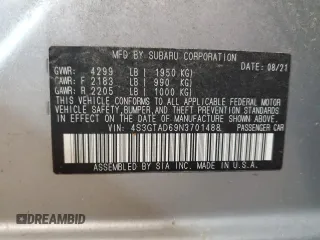 MFD BY SUBARU CORPORATION
DATE: 08/21
GVWR: 4299 LB (1950 KG)
GAWR: F 2183 LB (990 KG)
GAWR: R 2205 LB (1000 KG)
THIS VEHICLE CONFORMS TO ALL APPLICABLE FEDERAL MOTOR
VEHICLE SAFETY, BUMPER, AND THEFT PREVENTION STANDARDS
IN EFFECT ON THE DATE OF MANUFACTURE SHOWN ABOVE.
VIN: 4S3GTAD69N3701488 PASSENGER CAR
ASSEMBLED BY SIA INC. MADE IN U.S.A.
DREAMBID